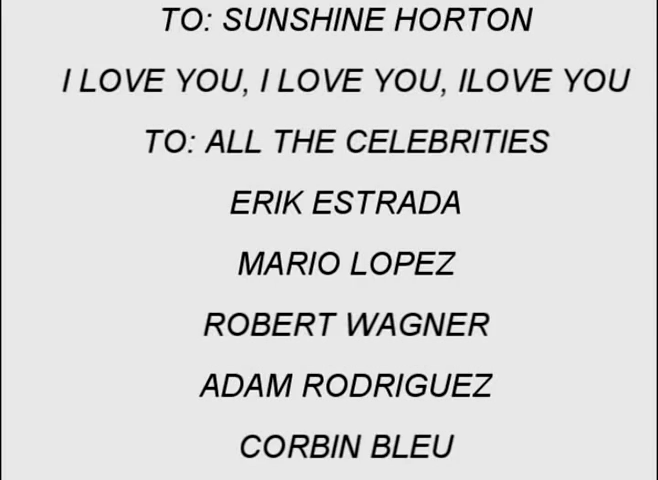 TO: SUNSHINE HORTON
I LOVE YOU, I LOVE YOU, ILOVE YOU
TO: ALL THE CELEBRITIES
ERIK ESTRADA
MARIO LOPEZ
ROBERT WAGNER
ADAM RODRIGUEZ
CORBIN BLEU